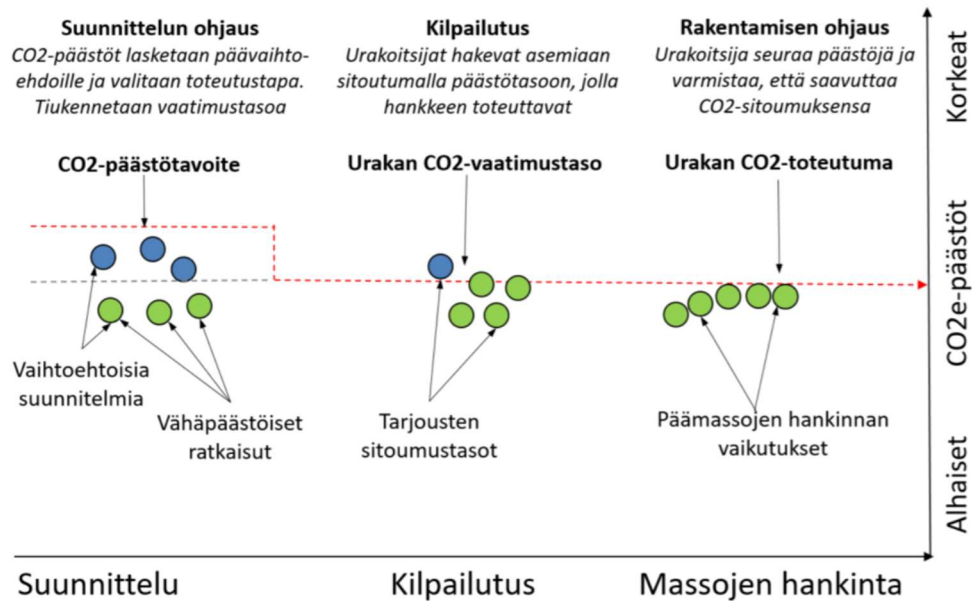 Suunnittelun ohjaus
CO2-päästöt lasketaan päävaihto-
ehdoille ja valitaan toteutustapa.
Tiukennetaan vaatimustasoa
Kilpailutus
Urakoitsijat hakevat asemiaan
sitoutumalla päästötasoon, jolla
hankkeen toteuttavat
Rakentamisen ohjaus
Urakoitsija seuraa päästöjä ja
varmistaa, että saavuttaa
CO2-sitoumuksensa
CO2-päästötavoite
Urakan CO2-vaatimustaso
Urakan CO2-toteutuma
Vaihtoehtoisia
suunnitelmia
Vähäpäästöiset
ratkaisut
Tarjousten
sitoumustasot
Päämassojen hankinnan
vaikutukset
Korkeat
CO2e-päästöt
Alhaiset
Suunnittelu
Kilpailutus
Massojen hankinta